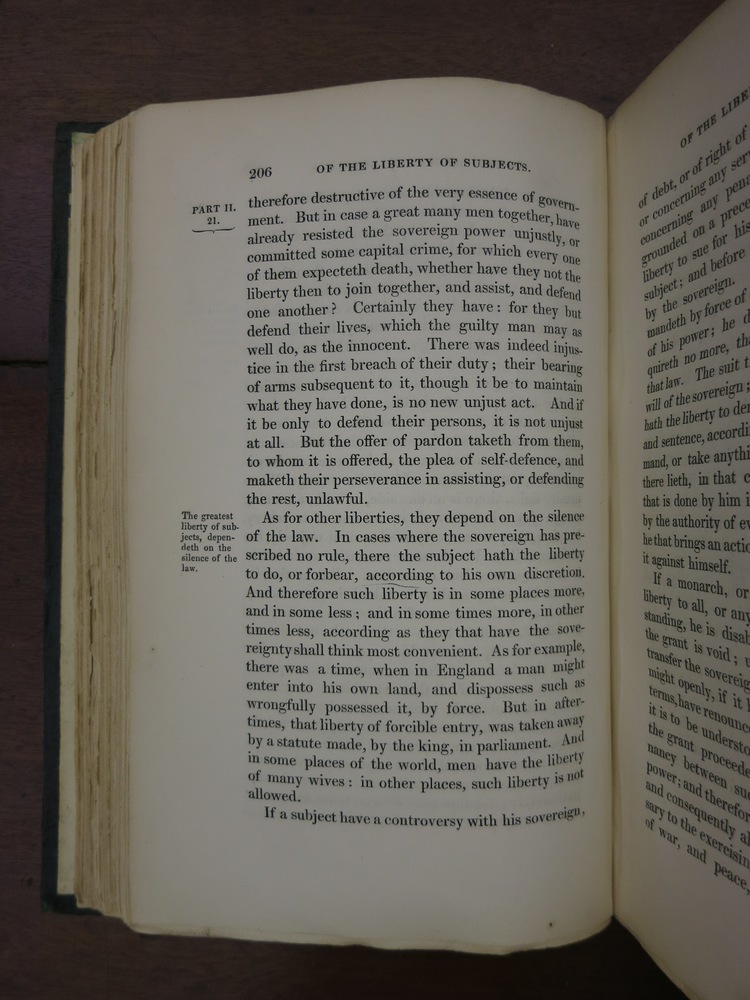 206 OF THE LIBERTY OF SUBJECTS.
PART II.
21.
therefore destructive of the very essence of govern-
ment. But in case a great many men together, have
already resisted the sovereign power unjustly, or
committed some capital crime, for which every one
of them expecteth death, whether have they not the
liberty then to join together, and assist, and defend
one another? Certainly they have: for they but
defend their lives, which the guilty man may as
well do, as the innocent. There was indeed injus-
tice in the first breach of their duty; their bearing
of arms subsequent to it, though it be to maintain
what they have done, is no new unjust act. And if
it be only to defend their persons, it is not unjust
at all. But the offer of pardon taketh from them,
to whom it is offered, the plea of self-defence, and
maketh their perseverance in assisting, or defending
the rest, unlawful.
The greatest
liberty of sub-
jects, depen-
deth on the
silence of the
law.
As for other liberties, they depend on the silence
of the law. In cases where the sovereign has pre-
scribed no rule, there the subject hath the liberty
to do, or forbear, according to his own discretion.
And therefore such liberty is in some places more,
and in some less; and in some times more, in other
times less, according as they that have the sove-
reignty shall think most convenient. As for example,
there was a time, when in England a man might
enter into his own land, and dispossess such as
wrongfully possessed it, by force. But in after-
times, that liberty of forcible entry, was taken away
by a statute made, by the king, in parliament. And
in some places of the world, men have the liberty
of many wives: in other places, such liberty is not
allowed.
If a subject have a controversy with his sovereign,
OF THE LIBE
of debt, or of right of
or concerning any ser
concerning any pena
grounded on a prece
liberty to sue for his
subject; and before
by the sovereign.
mandeth by force of
of his power; he d
quireth no more, tha
that law. The suit t
will of the sovereign;
hath the liberty to de
and sentence, accordi
mand, or take anythi
there lieth, in that c
that is done by him i
by the authority of ev
he that brings an actio
it against himself.
If a monarch, or
liberty to all, or any
standing, he is disab
the grant is void; u
transfer the sovereig
might openly, if it
terms, have renounce
it is to be understo
the grant proceede
nancy between suc
power; and therefor
and consequently al
sary to the exercisin
of war, and peace,